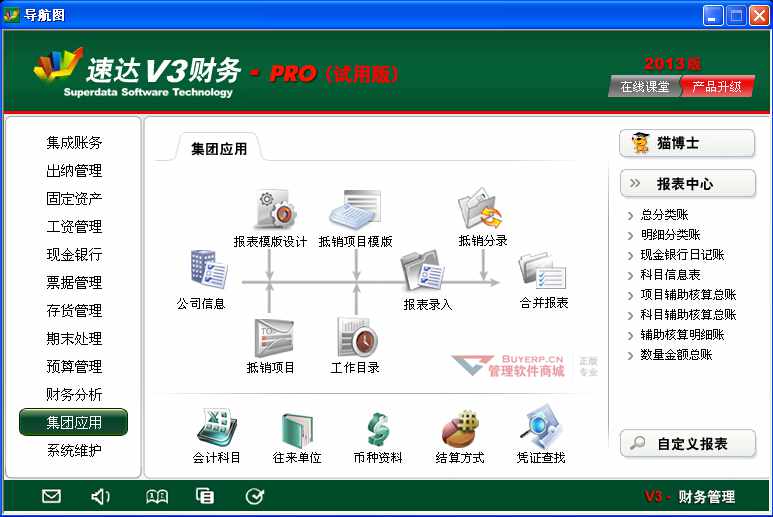 导航图
速达V3财务 - PRO (试用版)
Superdata Software Technology
2013版
在线课堂
产品升级
集成账务
出纳管理
固定资产
工资管理
现金银行
票据管理
存货管理
期末处理
预算管理
财务分析
集团应用
系统维护
集团应用
报表模版设计
抵销项目模版
抵销分录
公司信息
报表录入
合并报表
抵销项目
工作目录
BUYERP.CN
管理软件商城
正版
专业
会计科目
往来单位
币种资料
结算方式
凭证查找
猫博士
报表中心
总分类账
明细分类账
现金银行日记账
科目信息表
项目辅助核算总账
科目辅助核算总账
辅助核算明细账
数量金额总账
自定义报表
V3 - 财务管理